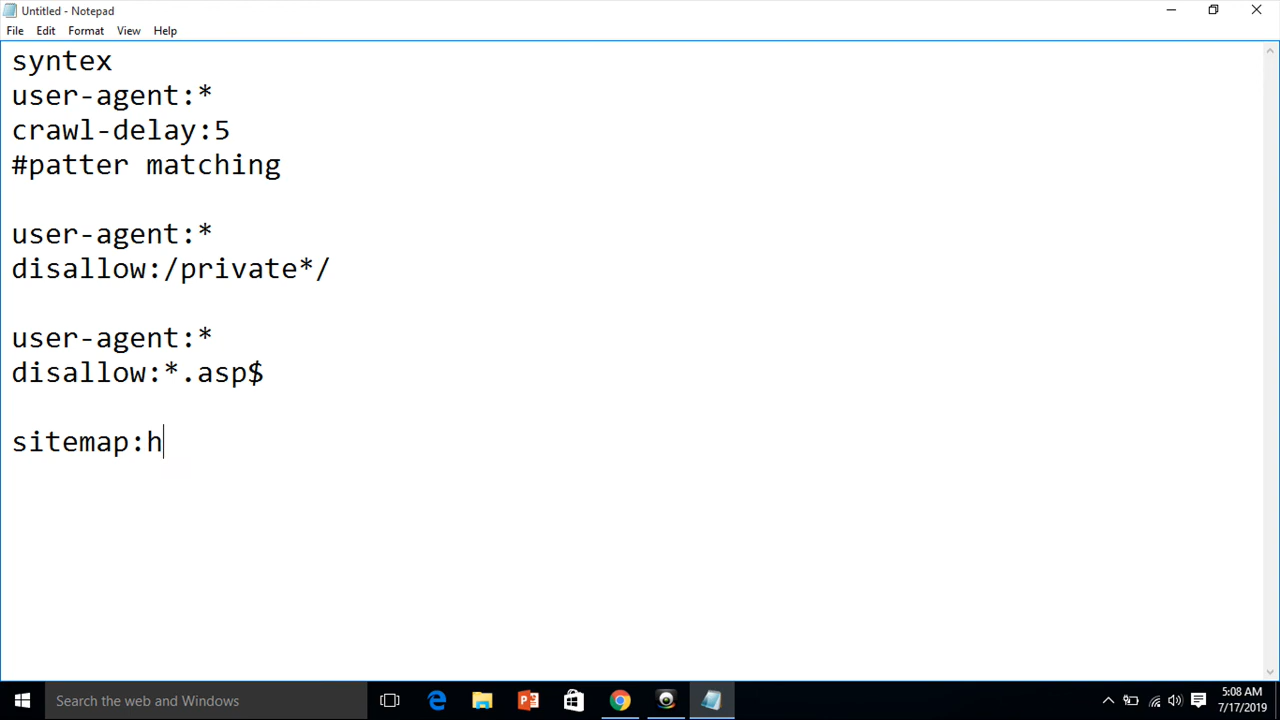 Untitled - Notepad
File Edit Format View Help
syntex
user-agent:*
crawl-delay:5
#patter matching
user-agent:*
disallow:/private*/
user-agent:*
disallow:*.asp$
sitemap:h
Search the web and Windows
5:08 AM
7/17/2019